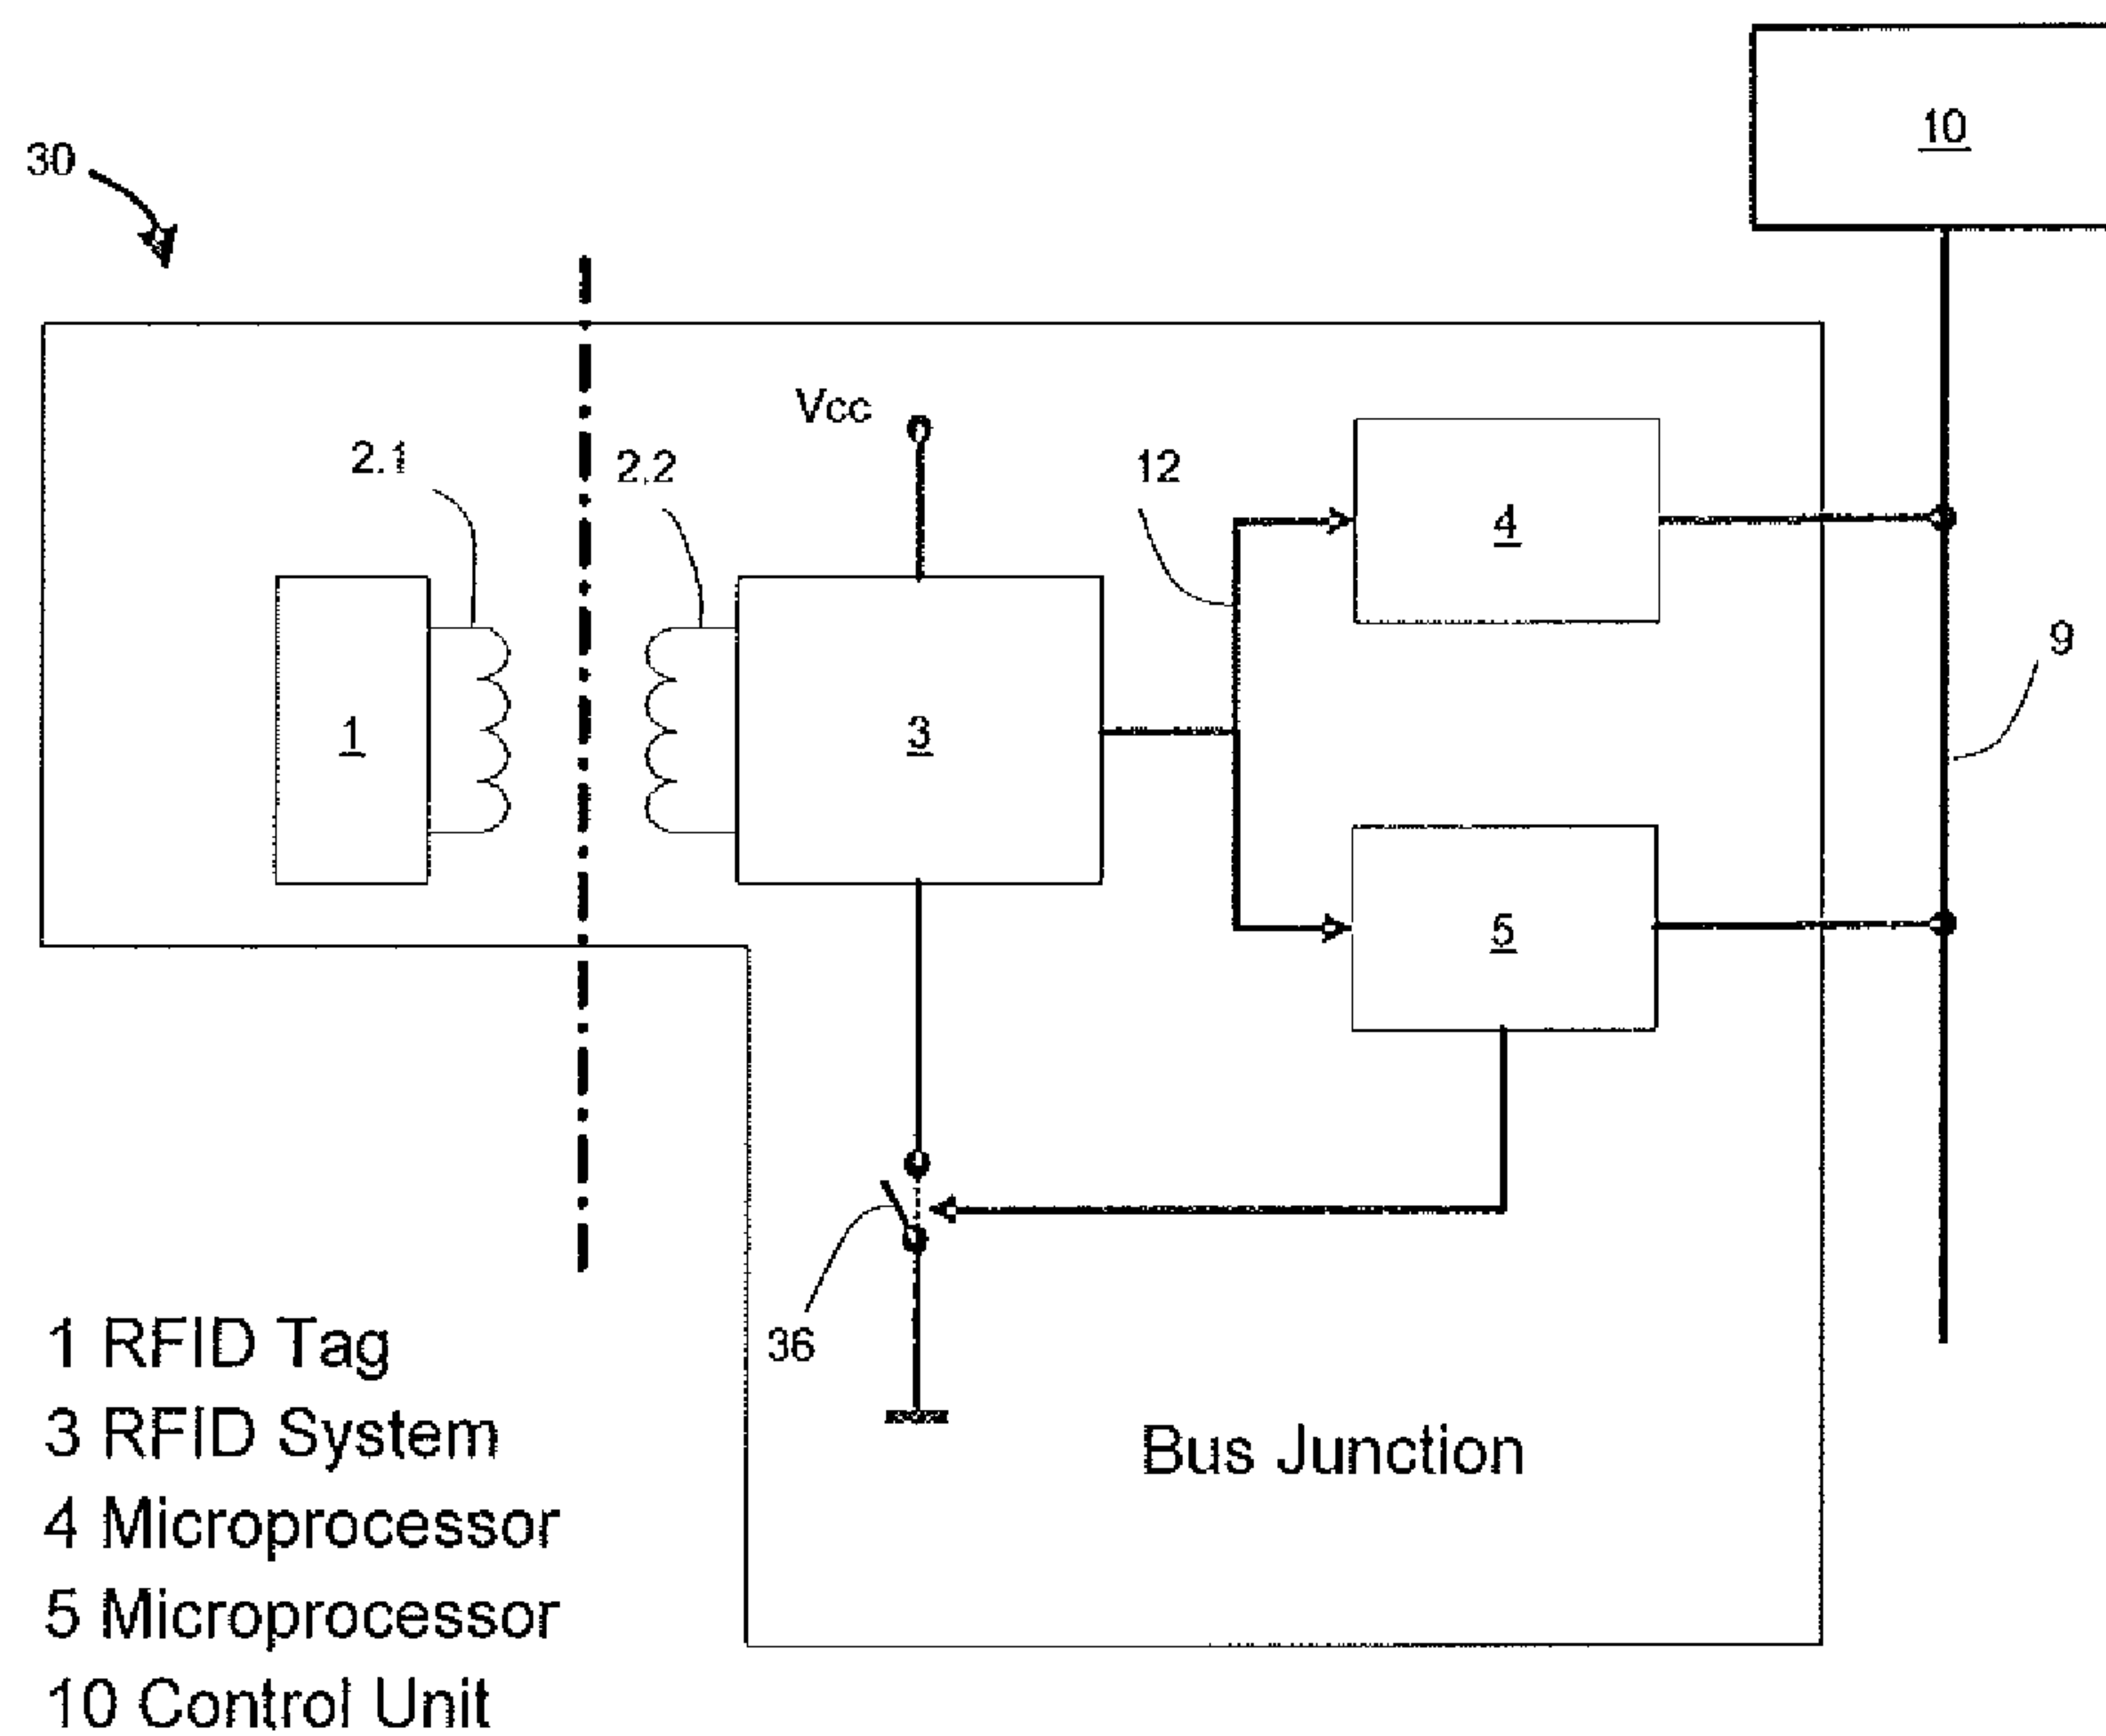 10
30
Vcc
2.1
2.2
12
4
9
1
3
5
36
Bus Junction
1 RFID Tag
3 RFID System
4 Microprocessor
5 Microprocessor
10 Control Unit